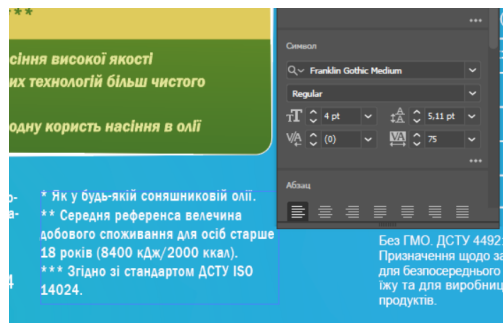 **
сіння високої якості
их технологій більш чистого
одну користь насіння в олії
* Як у будь-якій соняшниковій олії.
** Середня референса велечина
добового споживання для осіб старше
18 років (8400 кДж/2000 ккал).
*** Згідно зі стандартом ДСТУ ISO
14024.
Символ
Franklin Gothic Medium
Regular
4 pt
5,11 pt
(0)
75
Абзац
Без ГМО. ДСТУ 4492:
Призначення щодо за
для безпосереднього
їжу та для виробниц
продуктів.